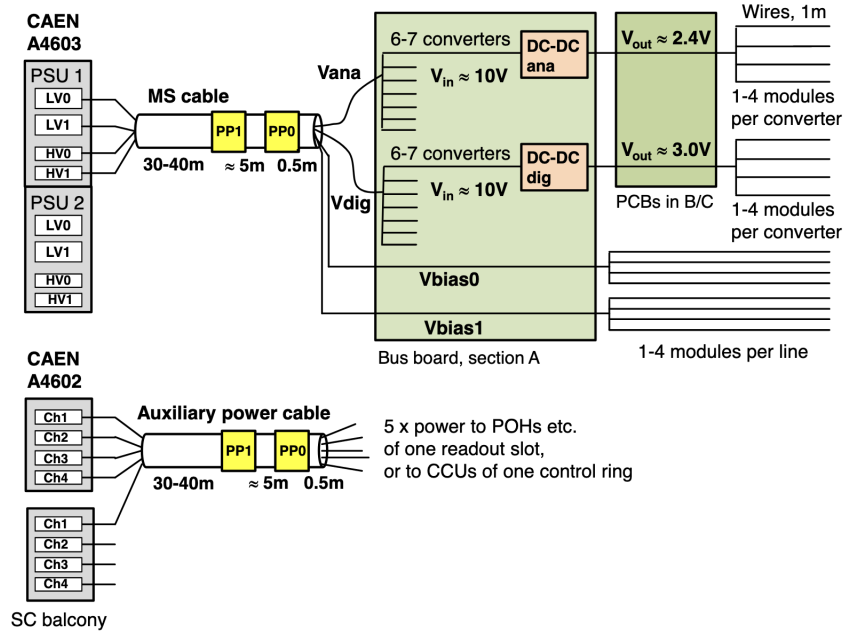 CAEN
A4603
PSU 1
LV0
LV1
HV0
HV1
PSU 2
LV0
LV1
HV0
HV1
MS cable
PP1
PP0
30-40m
≈ 5m
0.5m
Vana
Vdig
6-7 converters
Vin ≈ 10V
DC-DC
ana
6-7 converters
Vin ≈ 10V
DC-DC
dig
Vout ≈ 2.4V
Vout ≈ 3.0V
PCBs in B/C
Wires, 1m
1-4 modules
per converter
1-4 modules
per converter
Vbias0
Vbias1
Bus board, section A
1-4 modules per line
CAEN
A4602
Ch1
Ch2
Ch3
Ch4
Auxiliary power cable
PP1
PP0
30-40m
≈ 5m
0.5m
5 x power to POHs etc.
of one readout slot,
or to CCUs of one control ring
Ch1
Ch2
Ch3
Ch4
SC balcony